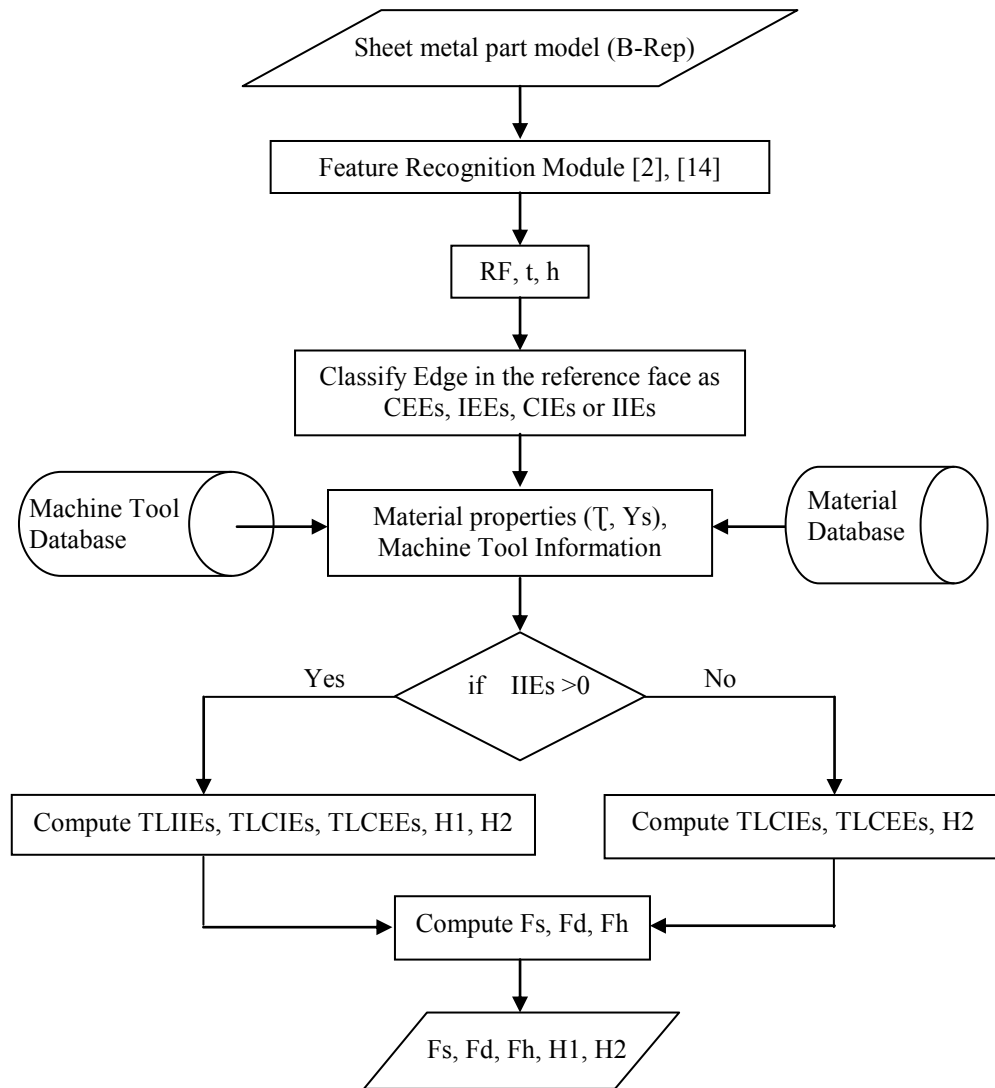 Sheet metal part model (B-Rep)
Feature Recognition Module [2], [14]
RF, t, h
Classify Edge in the reference face as
CEEs, IEEs, CIEs or IIEs
Machine Tool
Database
Material properties (Ʈ, Ys),
Machine Tool Information
Material
Database
Yes
if IIEs >0
No
Compute TLIIEs, TLCIEs, TLCEEs, H1, H2
Compute TLCIEs, TLCEEs, H2
Compute Fs, Fd, Fh
Fs, Fd, Fh, H1, H2